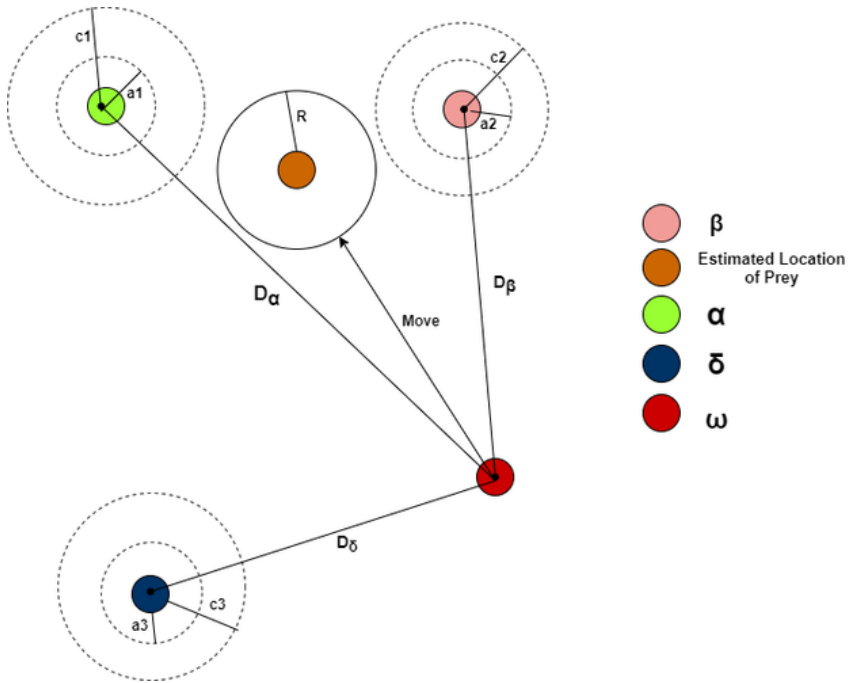 c1
a1
R
c2
a2
Dα
Dβ
Move
Dδ
a3
c3
β
Estimated Location
of Prey
α
δ
ω